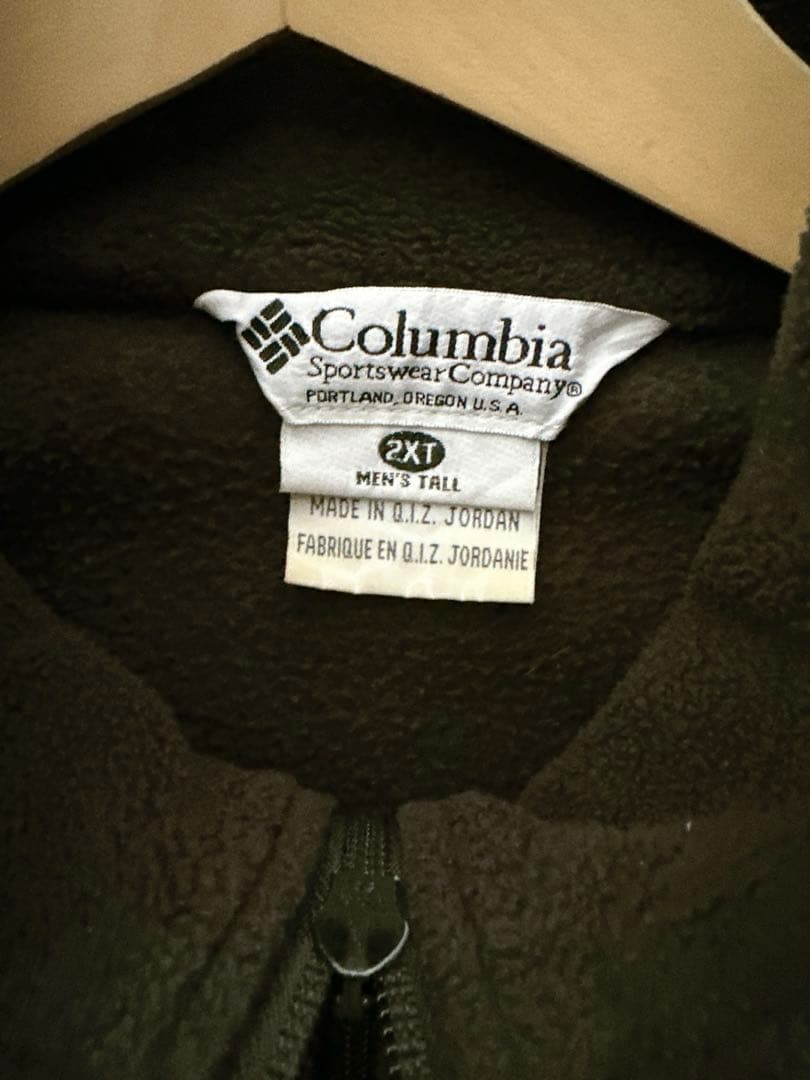 Columbia
Sportswear Company®
PORTLAND, OREGON U.S.A.
2XT
MEN'S TALL
MADE IN Q.I.Z. JORDAN
FABRIQUE EN Q.I.Z. JORDANIE